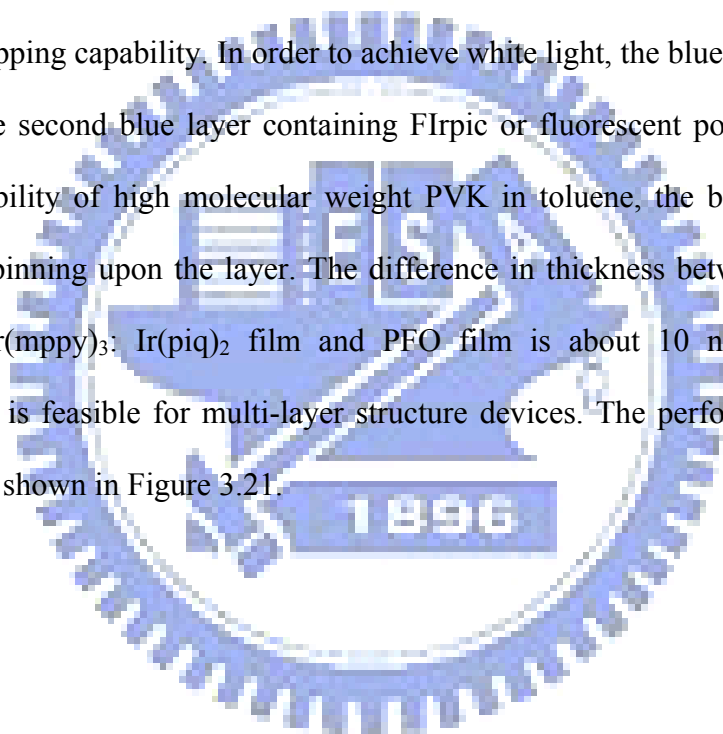 pping capability. In order to achieve white light, the blue
e second blue layer containing FIrpic or fluorescent po
bility of high molecular weight PVK in toluene, the b
pinning upon the layer. The difference in thickness betw
r(mppy)₃: Ir(piq)₂ film and PFO film is about 10 n
is feasible for multi-layer structure devices. The perfo
shown in Figure 3.21.
ES
1896